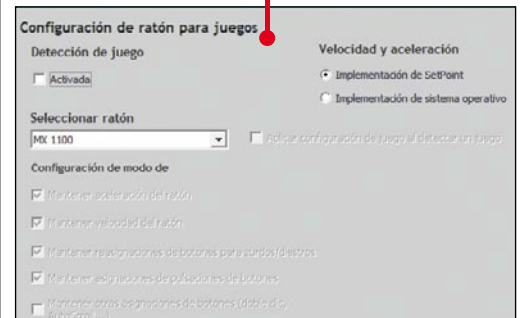 Configuración de ratón para juegos
Detección de juego
Velocidad y aceleración
Activada
Implementación de SetPoint
Implementación de sistema operativo
Seleccionar ratón
MX 1100
Aplicar configuración de juego al detectar un juego
Configuración de modo de
Mantener aceleración del ratón
Mantener velocidad del ratón
Mantener reasignaciones de botones para zurdos/diestros
Mantener asignaciones de pulsaciones de botones
Mantener otras asignaciones de botones (doble clic,
AutoScroll, ...)